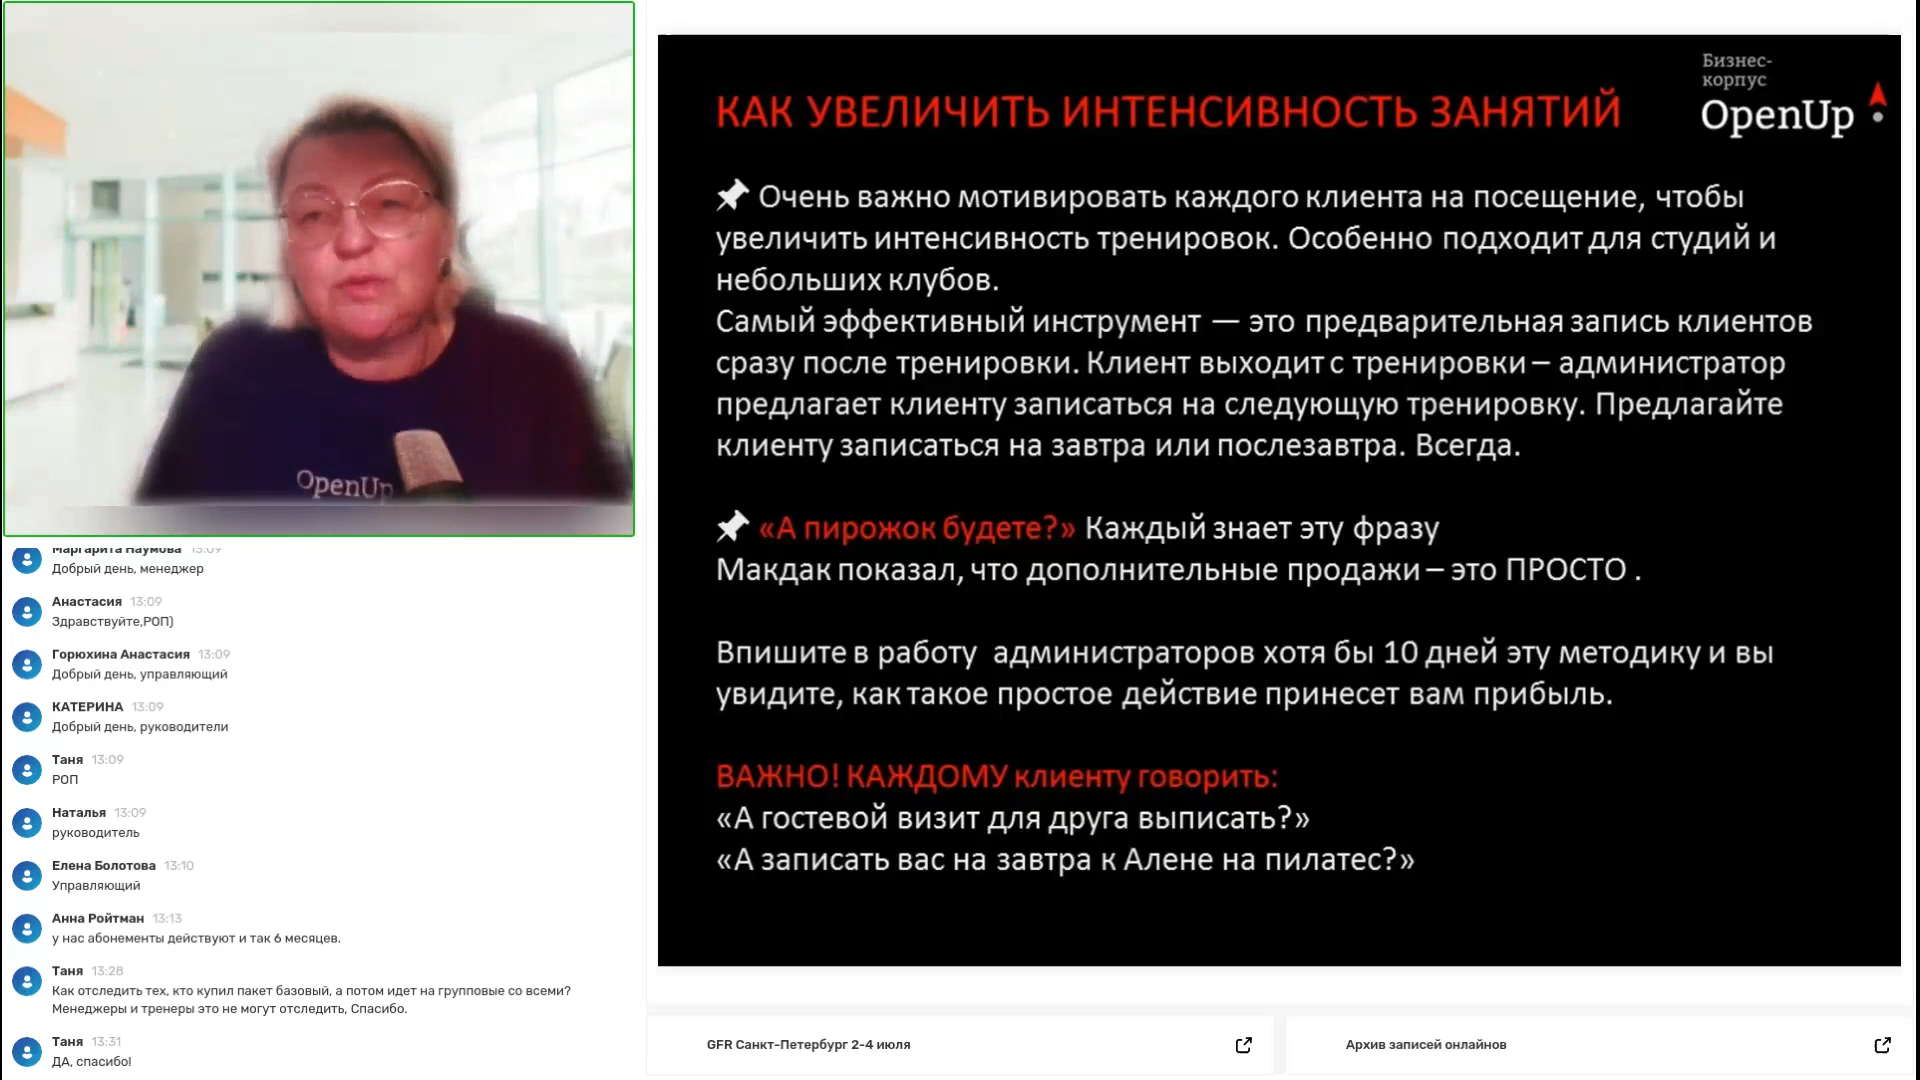 OpenUp
Маргарита Наумова 13:09
Добрый день, менеджер
Анастасия 13:09
Здравствуйте,РОП)
Горюхина Анастасия 13:09
Добрый день, управляющий
КАТЕРИНА 13:09
Добрый день, руководители
Таня 13:09
РОП
Наталья 13:09
руководитель
Елена Болотова 13:10
Управляющий
Анна Ройтман 13:13
у нас абонементы действуют и так 6 месяцев.
Таня 13:28
Как отследить тех, кто купил пакет базовый, а потом идет на групповые со всеми?
Менеджеры и тренеры это не могут отследить, Спасибо.
Таня 13:31
ДА, спасибо!
Бизнес-
корпус
OpenUp
КАК УВЕЛИЧИТЬ ИНТЕНСИВНОСТЬ ЗАНЯТИЙ
Очень важно мотивировать каждого клиента на посещение, чтобы
увеличить интенсивность тренировок. Особенно подходит для студий и
небольших клубов.
Самый эффективный инструмент — это предварительная запись клиентов
сразу после тренировки. Клиент выходит с тренировки – администратор
предлагает клиенту записаться на следующую тренировку. Предлагайте
клиенту записаться на завтра или послезавтра. Всегда.
«А пирожок будете?» Каждый знает эту фразу
Макдак показал, что дополнительные продажи – это ПРОСТО .
Впишите в работу администраторов хотя бы 10 дней эту методику и вы
увидите, как такое простое действие принесет вам прибыль.
ВАЖНО! КАЖДОМУ клиенту говорить:
«А гостевой визит для друга выписать?»
«А записать вас на завтра к Алене на пилатес?»
GFR Санкт-Петербург 2-4 июля
Архив записей онлайнов